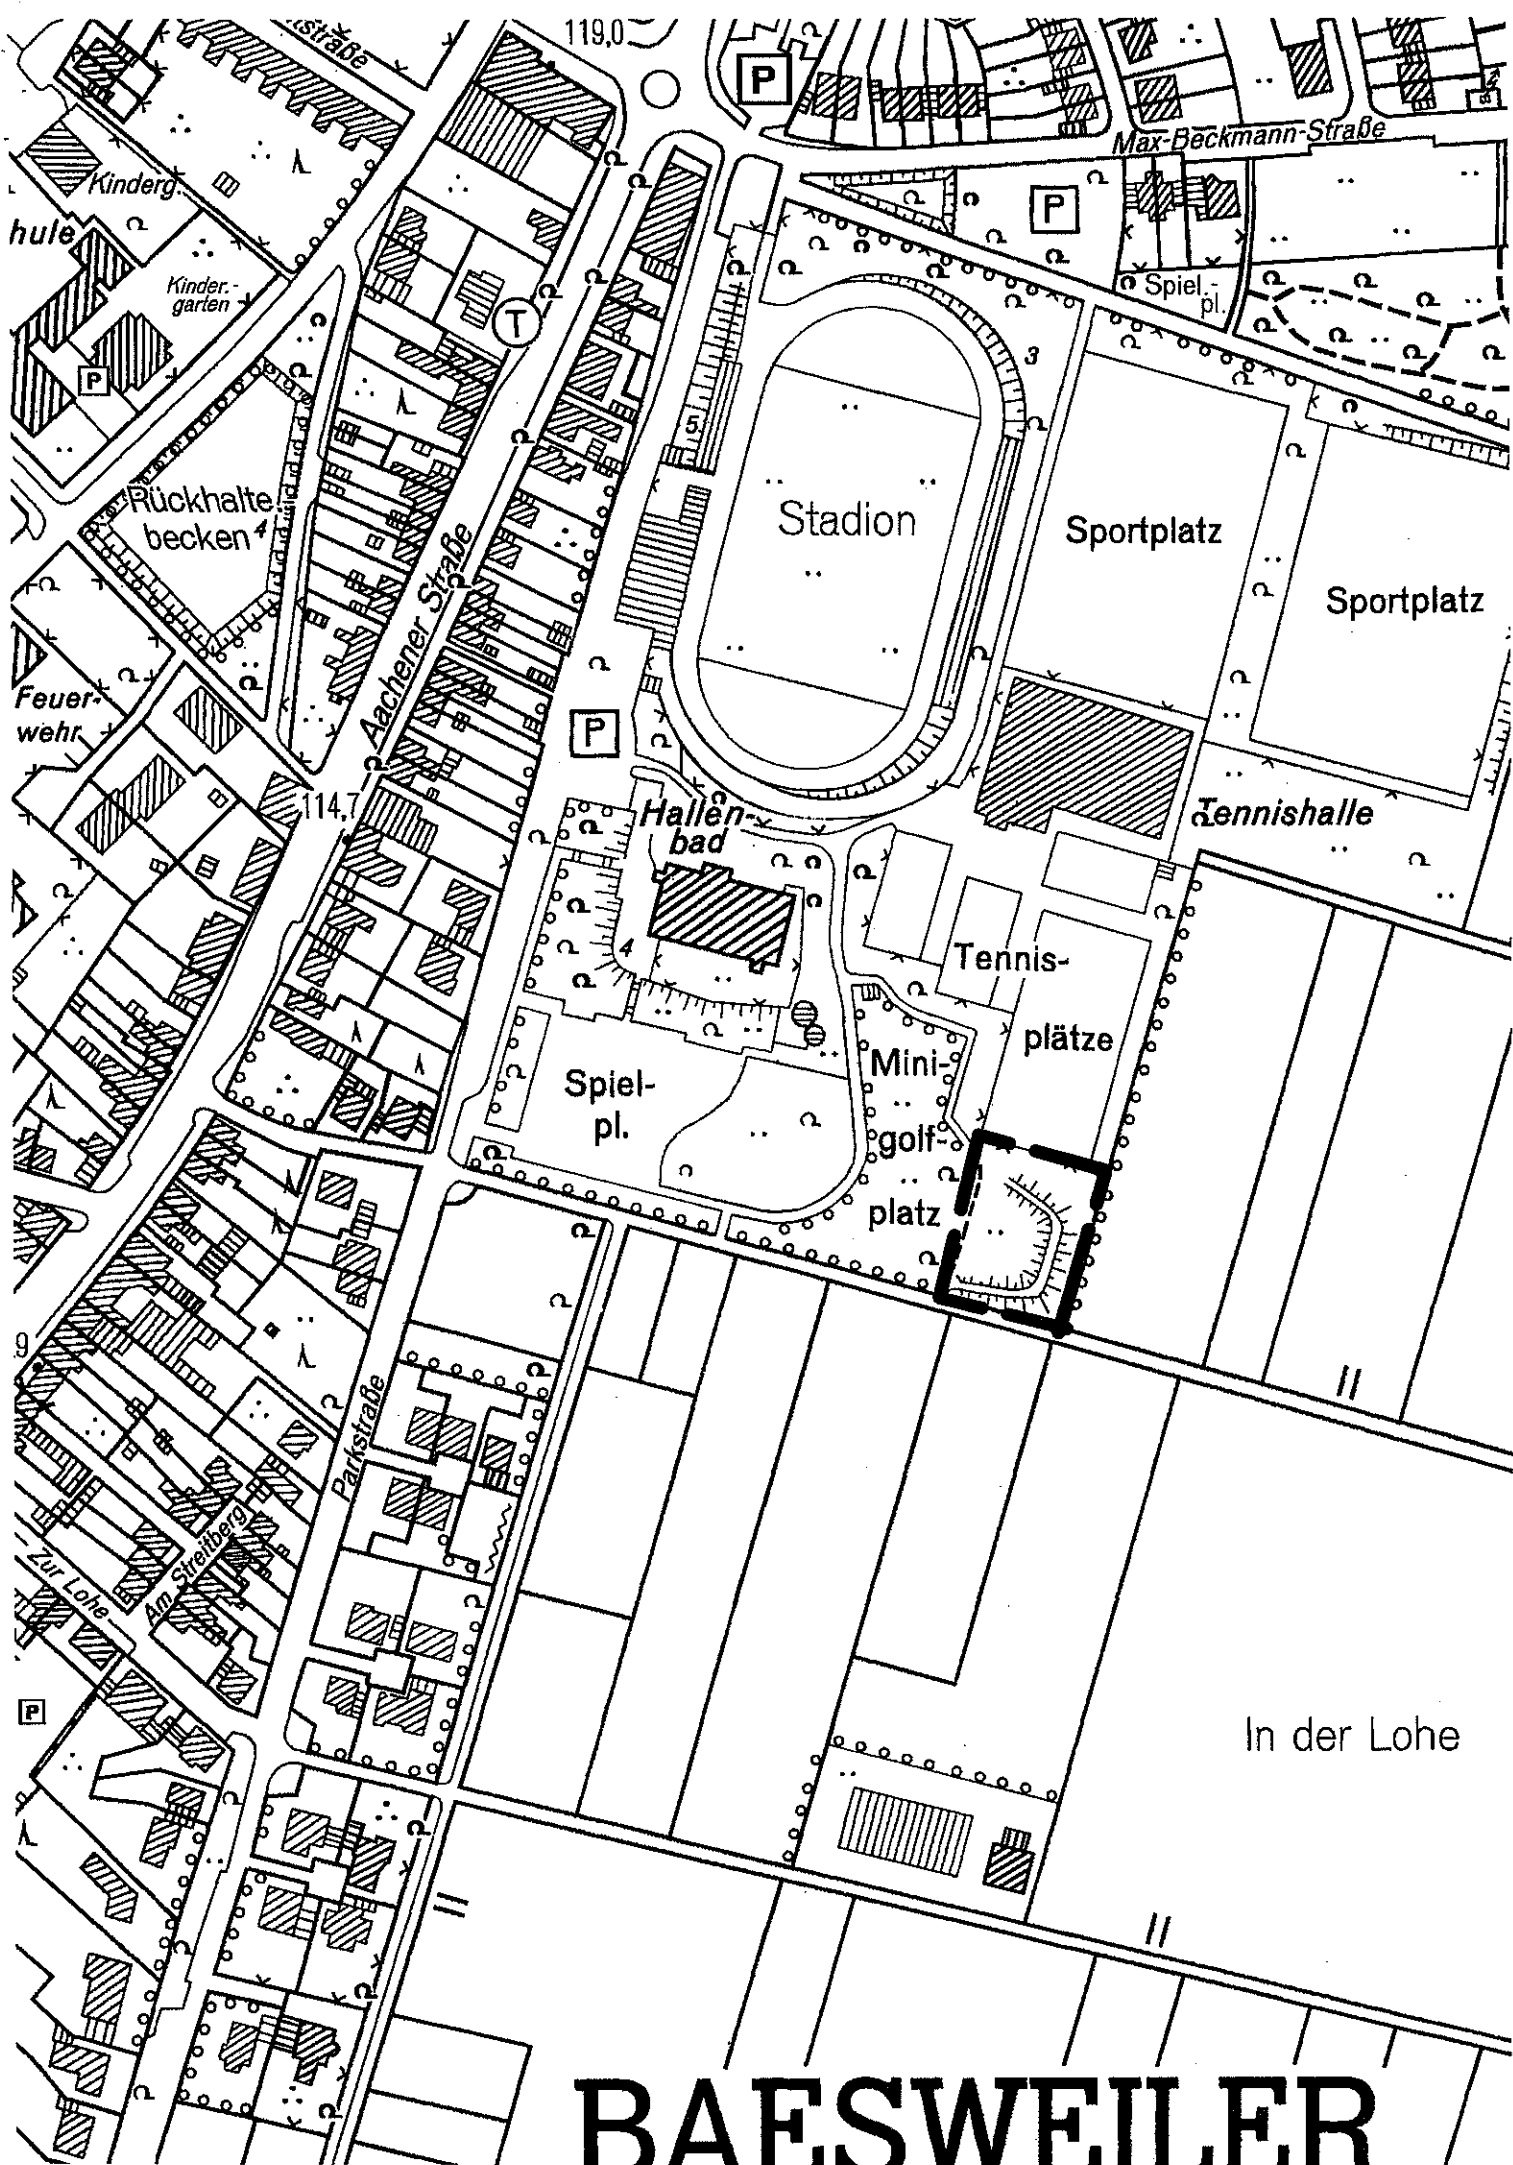 119,0
P
Max-Beckmann-Straße
Kinderg.
P
hule
Kinder.-
garten
Spiel.-
pl.
T
3
P
5
Rückhalte
becken 4
Stadion
Sportplatz
Sportplatz
Aachener Straße
Feuer-
wehr
P
114,7
Hallen-
bad
Tennishalle
4
Tennis-
plätze
Spiel-
pl.
Mini-
golf-
platz
9
Parkstraße
Am Streitberg
Zur Lohe
P
In der Lohe
BAESWEILER